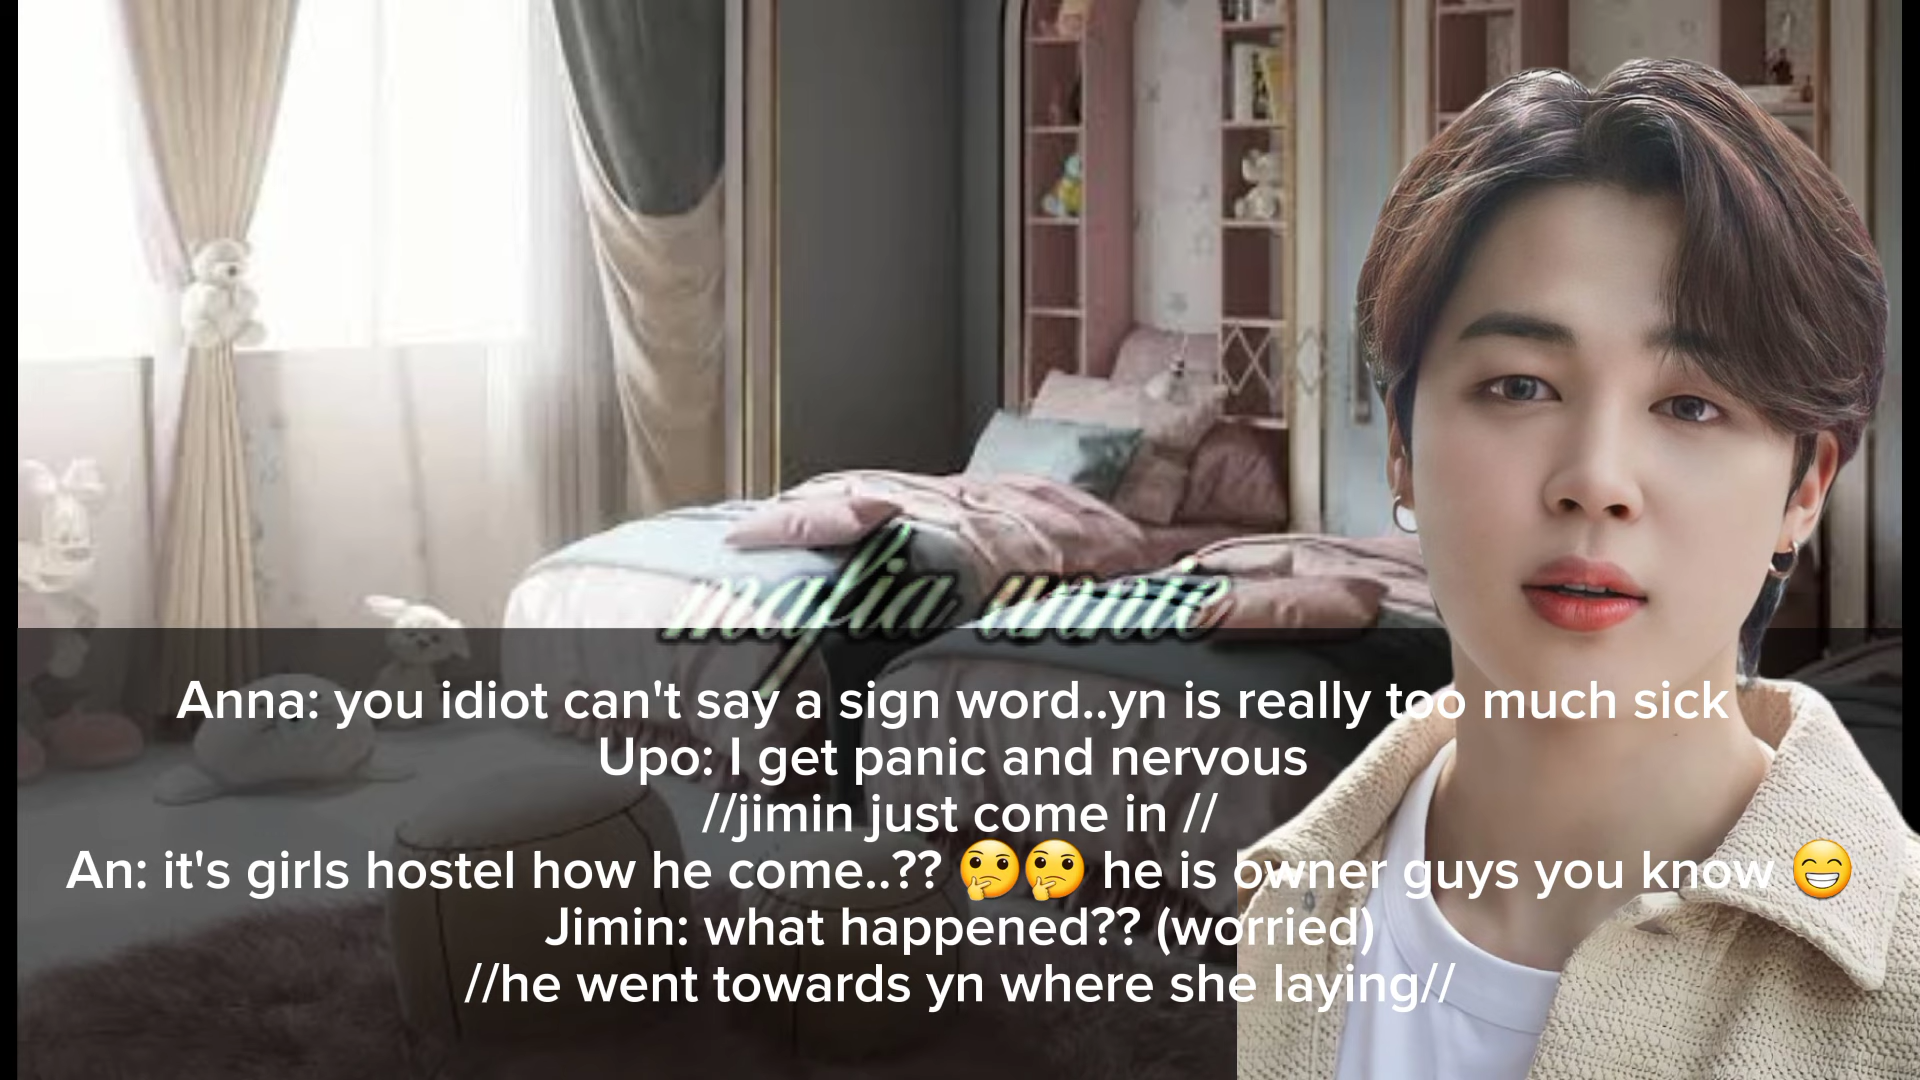 mafia unnie
Anna: you idiot can't say a sign word..yn is really too much sick
Upo: I get panic and nervous
//jimin just come in //
An: it's girls hostel how he come..?? 🤔🤔 he is owner guys you know 😁
Jimin: what happened?? (worried)
//he went towards yn where she laying//